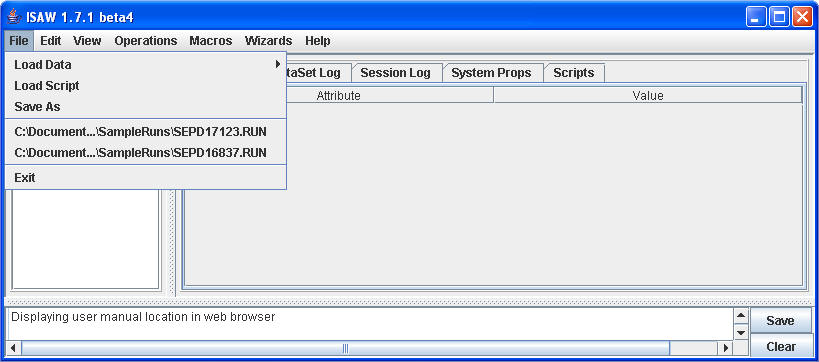 ISAW 1.7.1 beta4
File Edit View Operations Macros Wizards Help
Load Data
Load Script
Save As
C:\Document...\SampleRuns\SEPD17123.RUN
C:\Document...\SampleRuns\SEPD16837.RUN
Exit
taSet Log Session Log System Props Scripts
Attribute Value
Displaying user manual location in web browser
Save
Clear